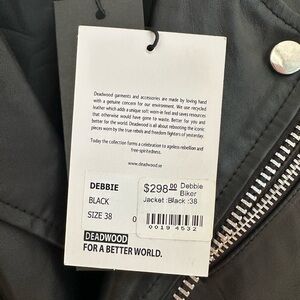 Deadwood garments and accessories are made by loving hand
with a genuine concern for our environment. We use recycled
leather which adds a unique soft worn-in feel and saves resources
that otherwise would have gone to waste. Better for you and
better for the world. Deadwood is all about rebooting the iconic
pieces worn by the true rebels and freedom fighters of yesterday.
Today the collection forms a celebration to ageless rebellion and
free-spiritedness.
www.deadwood.se
DEBBIE
BLACK
SIZE 38
0
$298.00 Debbie
Biker
Jacket :Black :38
0019 4532
DEADWOOD
FOR A BETTER WORLD.